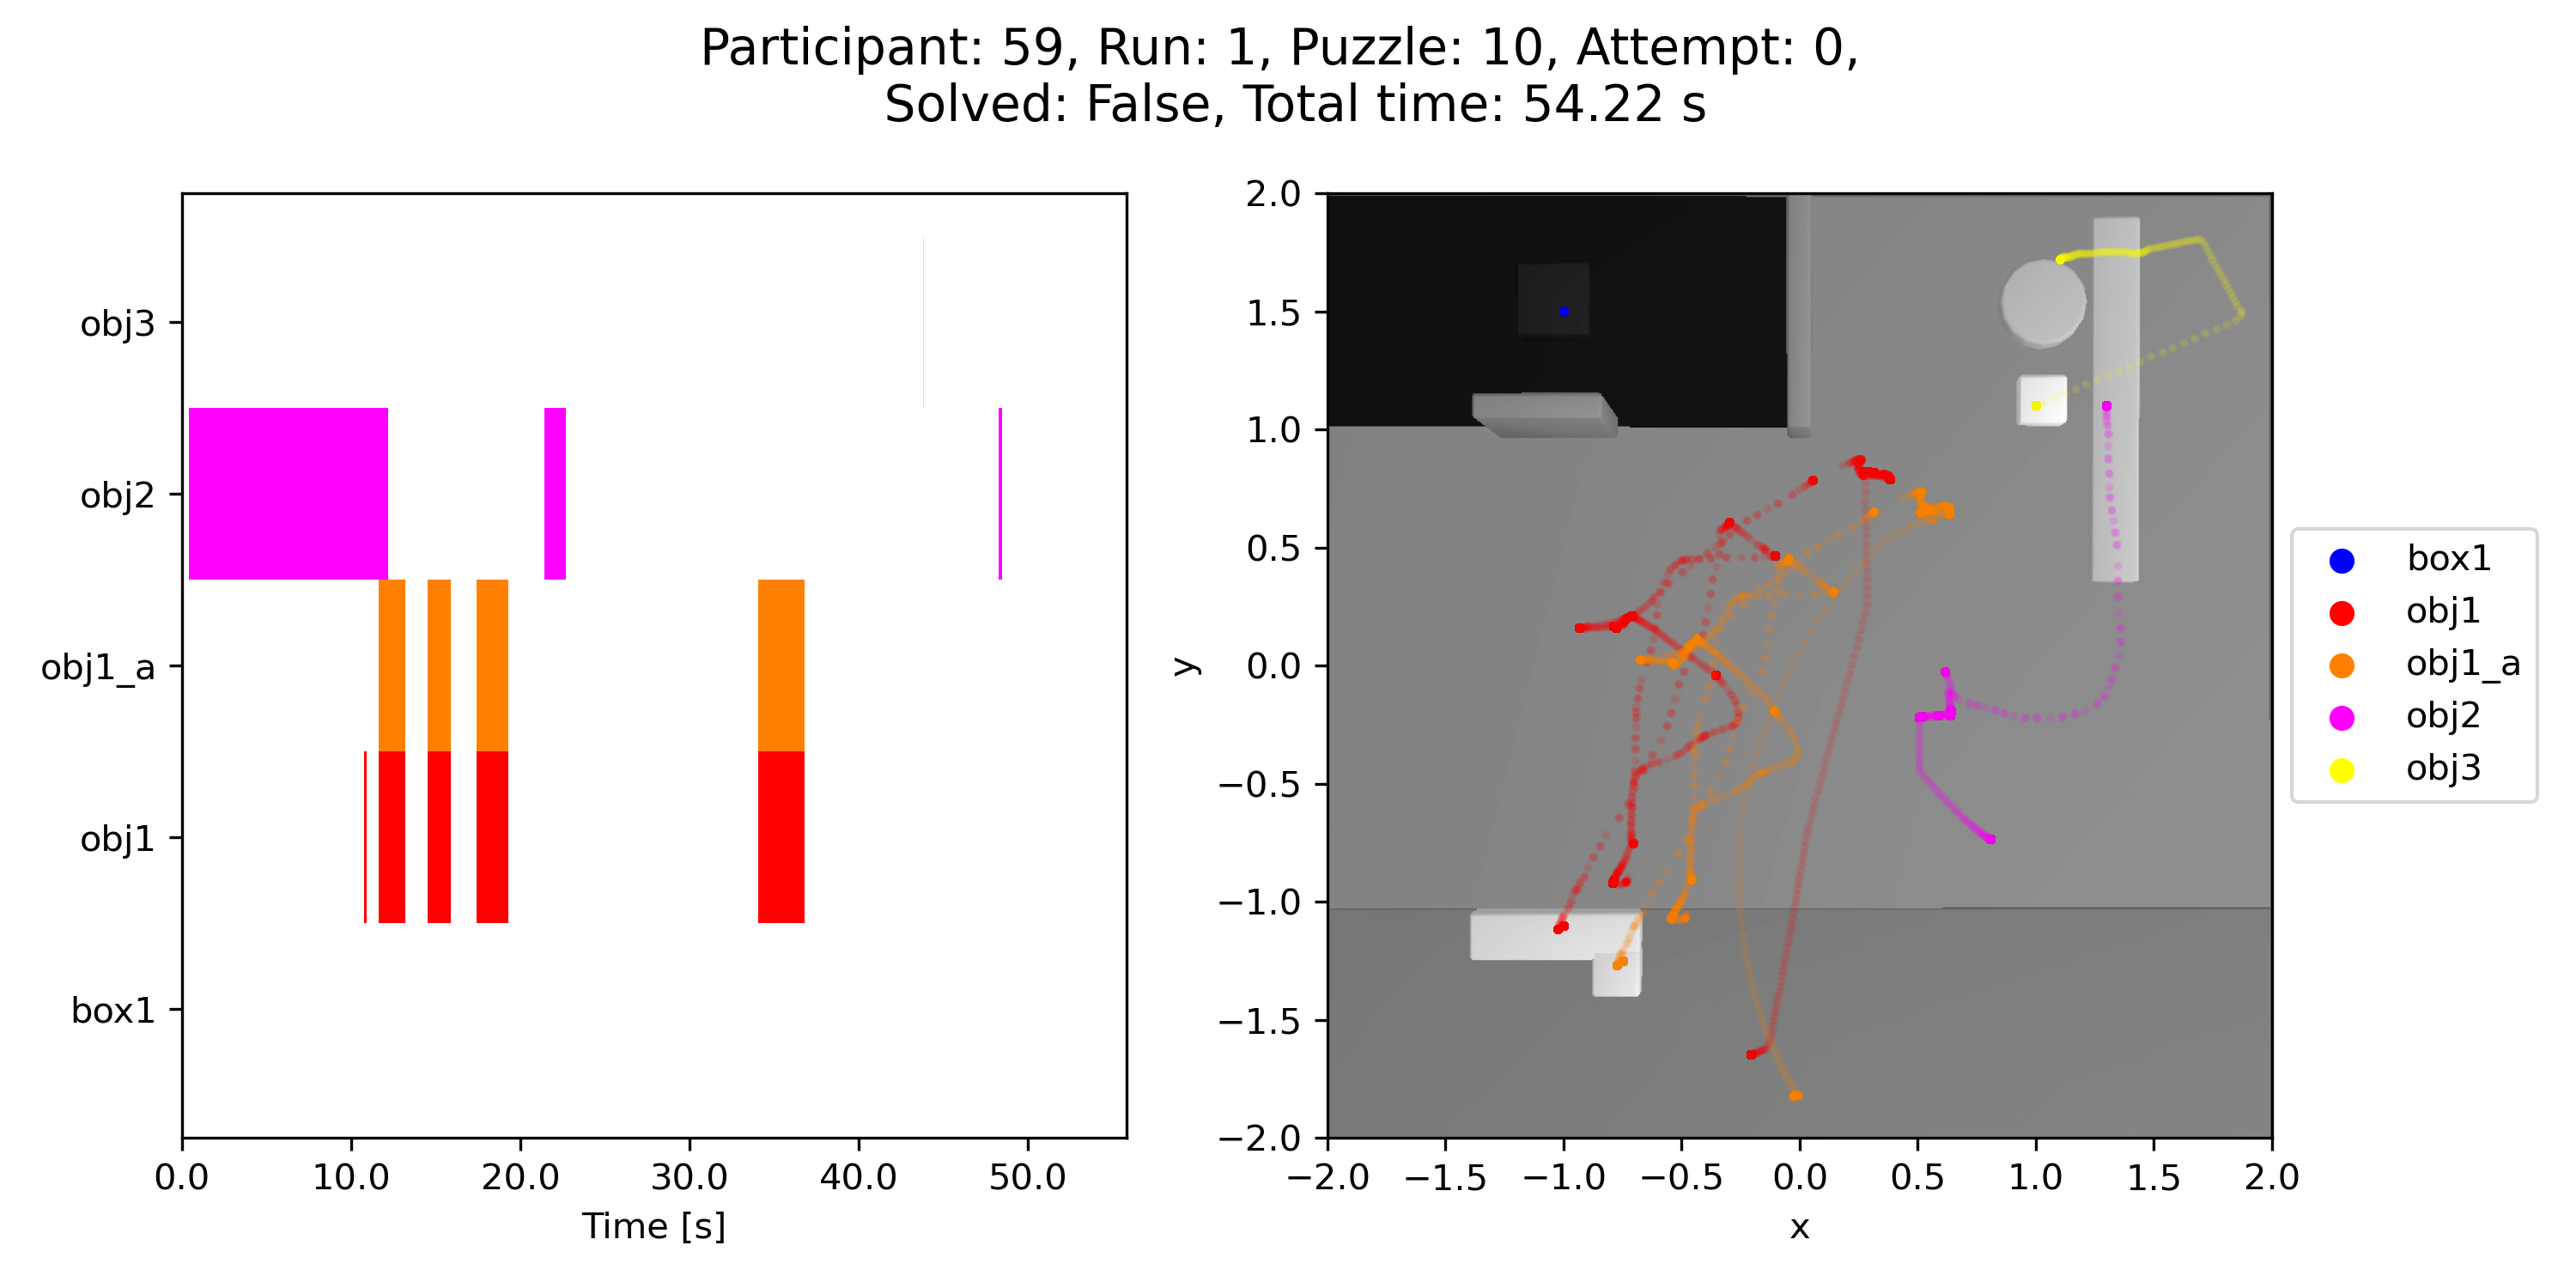 Participant: 59, Run: 1, Puzzle: 10, Attempt: 0,
Solved: False, Total time: 54.22 s
obj3
obj2
obj1_a
obj1
box1
0.0 10.0 20.0 30.0 40.0 50.0
Time [s]
2.0
1.5
1.0
0.5
0.0
−0.5
−1.0
−1.5
−2.0
y
−2.0 −1.5 −1.0 −0.5 0.0 0.5 1.0 1.5 2.0
x
box1
obj1
obj1_a
obj2
obj3